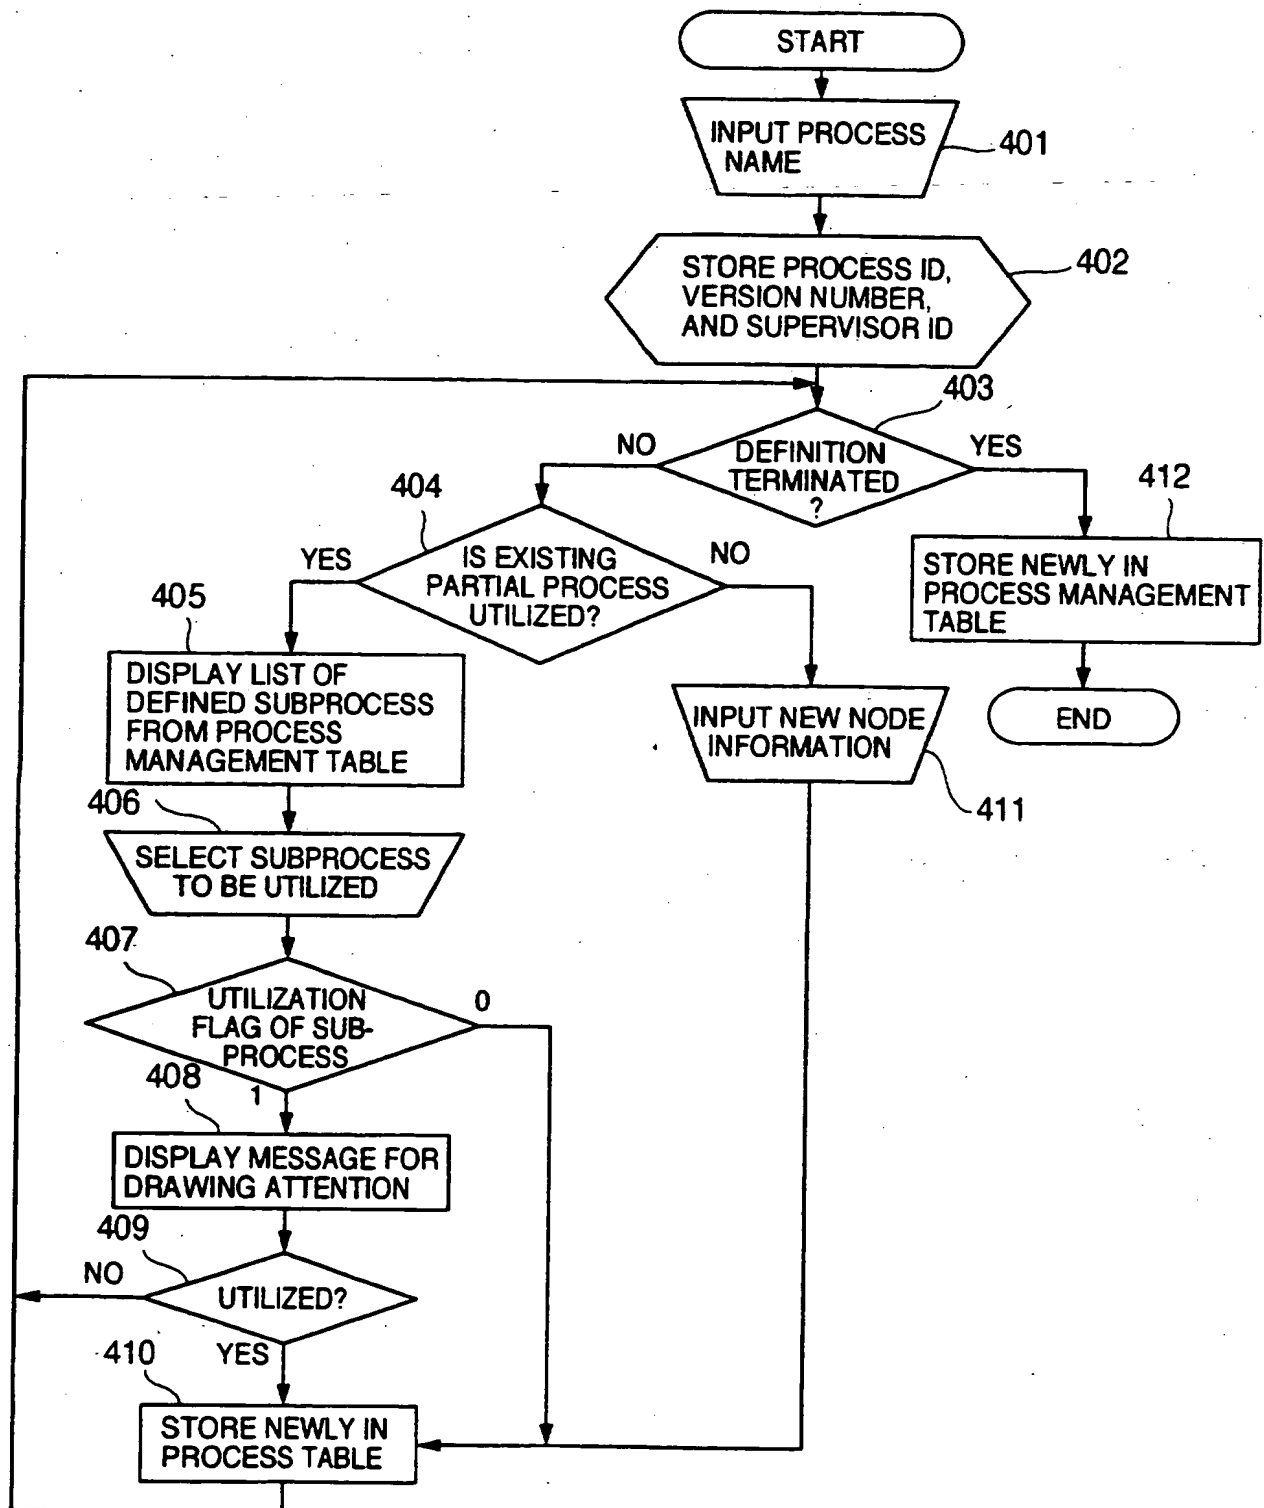 START
INPUT PROCESS
NAME
401
STORE PROCESS ID,
VERSION NUMBER,
AND SUPERVISOR ID
402
403
DEFINITION
TERMINATED
?
NO
YES
404
IS EXISTING
PARTIAL PROCESS
UTILIZED?
YES
NO
412
STORE NEWLY IN
PROCESS MANAGEMENT
TABLE
END
405
DISPLAY LIST OF
DEFINED SUBPROCESS
FROM PROCESS
MANAGEMENT TABLE
INPUT NEW NODE
INFORMATION
411
406
SELECT SUBPROCESS
TO BE UTILIZED
407
UTILIZATION
FLAG OF SUB-
PROCESS
0
1
408
DISPLAY MESSAGE FOR
DRAWING ATTENTION
409
UTILIZED?
NO
YES
410
STORE NEWLY IN
PROCESS TABLE